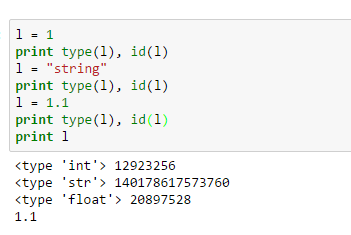 l = 1
print type(l), id(l)
l = "string"
print type(l), id(l)
l = 1.1
print type(l), id(l)
print l
<type 'int'> 12923256
<type 'str'> 140178617573760
<type 'float'> 20897528
1.1